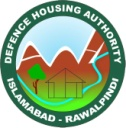 DEFENCE HOUSING AUTHORITY
ISLAMABAD - RAWALPINDI